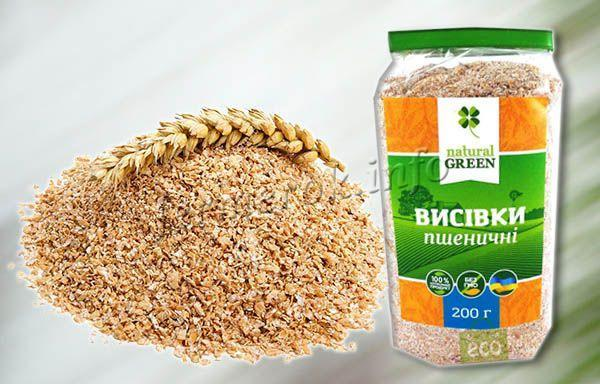 natural
GREEN
ВИСІВКИ
пшеничні
100%
БЕЗ
ГМО
200 г
eco